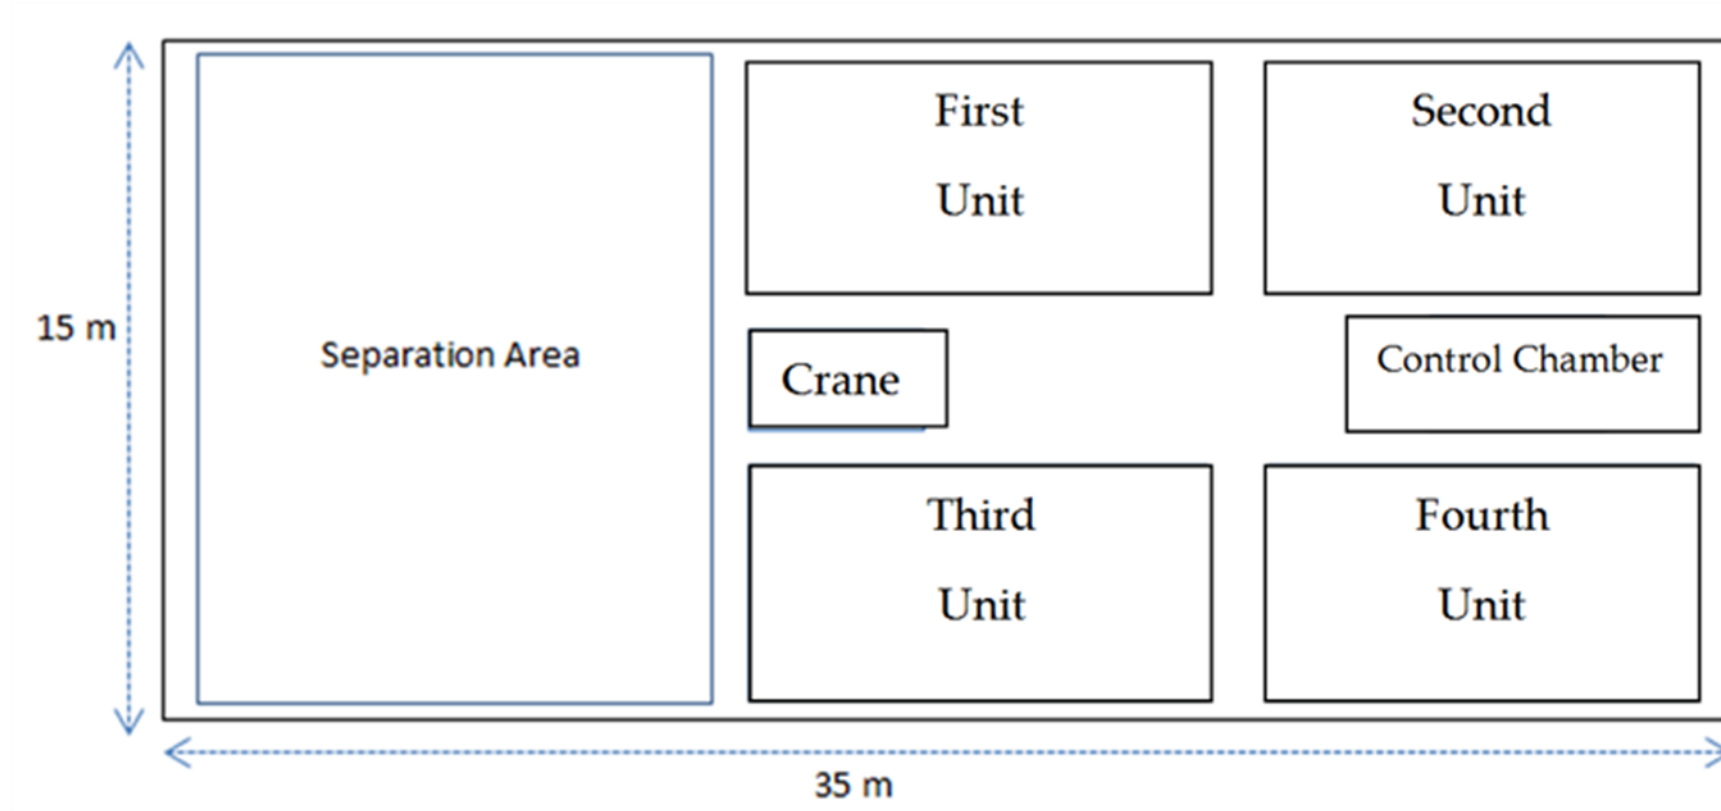 First
Unit
Second
Unit
15 m
Separation Area
Crane
Control Chamber
Third
Unit
Fourth
Unit
35 m